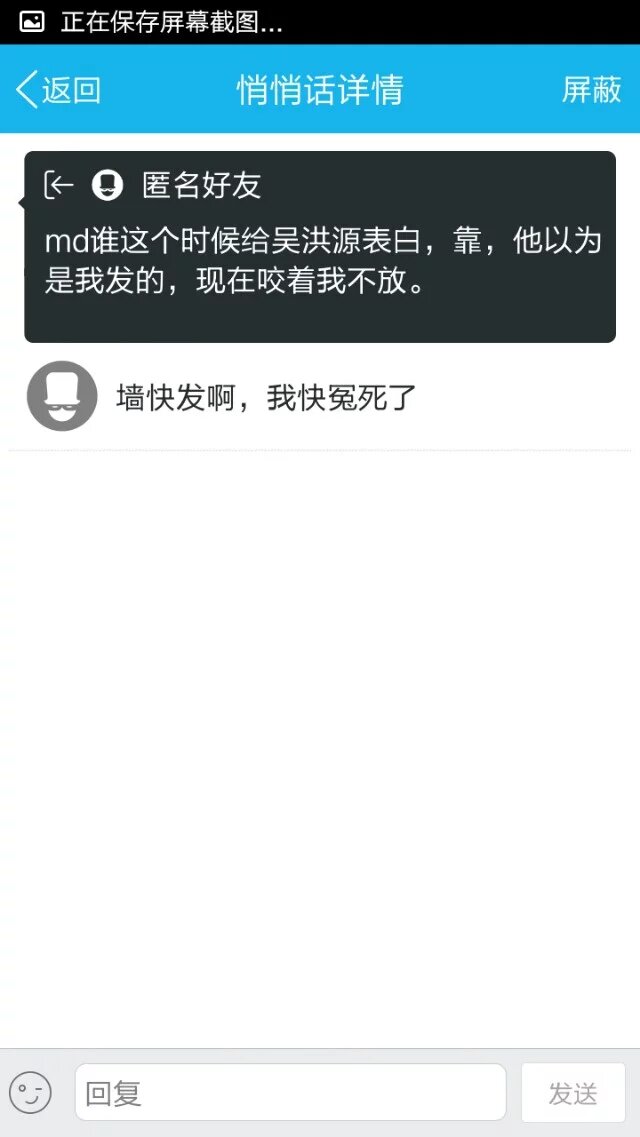 正在保存屏幕截图...
返回 悄悄话详情 屏蔽
匿名好友
md谁这个时候给吴洪源表白，靠，他以为
是我发的，现在咬着我不放。
墙快发啊，我快冤死了
回复 发送